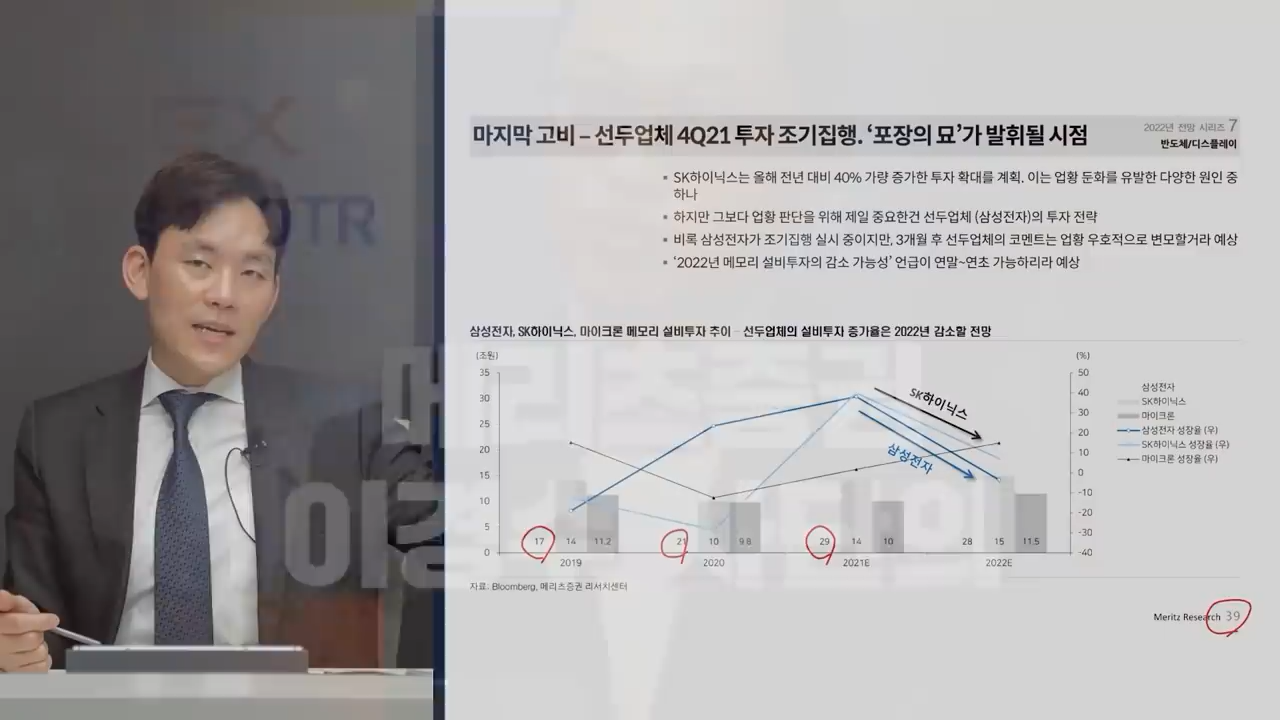 마지막 고비 – 선두업체 4Q21 투자 조기집행. ‘포장의 묘’가 발휘될 시점
2022년 전망 시리즈 7
반도체/디스플레이
▪ SK하이닉스는 올해 전년 대비 40% 가량 증가한 투자 확대를 계획. 이는 업황 둔화를 유발한 다양한 원인 중
하나
▪ 하지만 그보다 업황 판단을 위해 제일 중요한건 선두업체 (삼성전자)의 투자 전략
▪ 비록 삼성전자가 조기집행 실시 중이지만, 3개월 후 선두업체의 코멘트는 업황 우호적으로 변모할거라 예상
▪ ‘2022년 메모리 설비투자의 감소 가능성’ 언급이 연말~연초 가능하리라 예상
삼성전자, SK하이닉스, 마이크론 메모리 설비투자 추이 – 선두업체의 설비투자 증가율은 2022년 감소할 전망
(조원)
(%)
35
30
25
20
15
10
5
0
50
40
30
20
10
0
-10
-20
-30
-40
SK하이닉스
삼성전자
17 14 11.2
21 10 9.8
29 14 10
28 15 11.5
2019 2020 2021E 2022E
삼성전자
SK하이닉스
마이크론
삼성전자 성장율 (우)
SK하이닉스 성장율 (우)
마이크론 성장율 (우)
자료: Bloomberg, 메리츠증권 리서치센터
Meritz Research 39
TR
메리츠증권